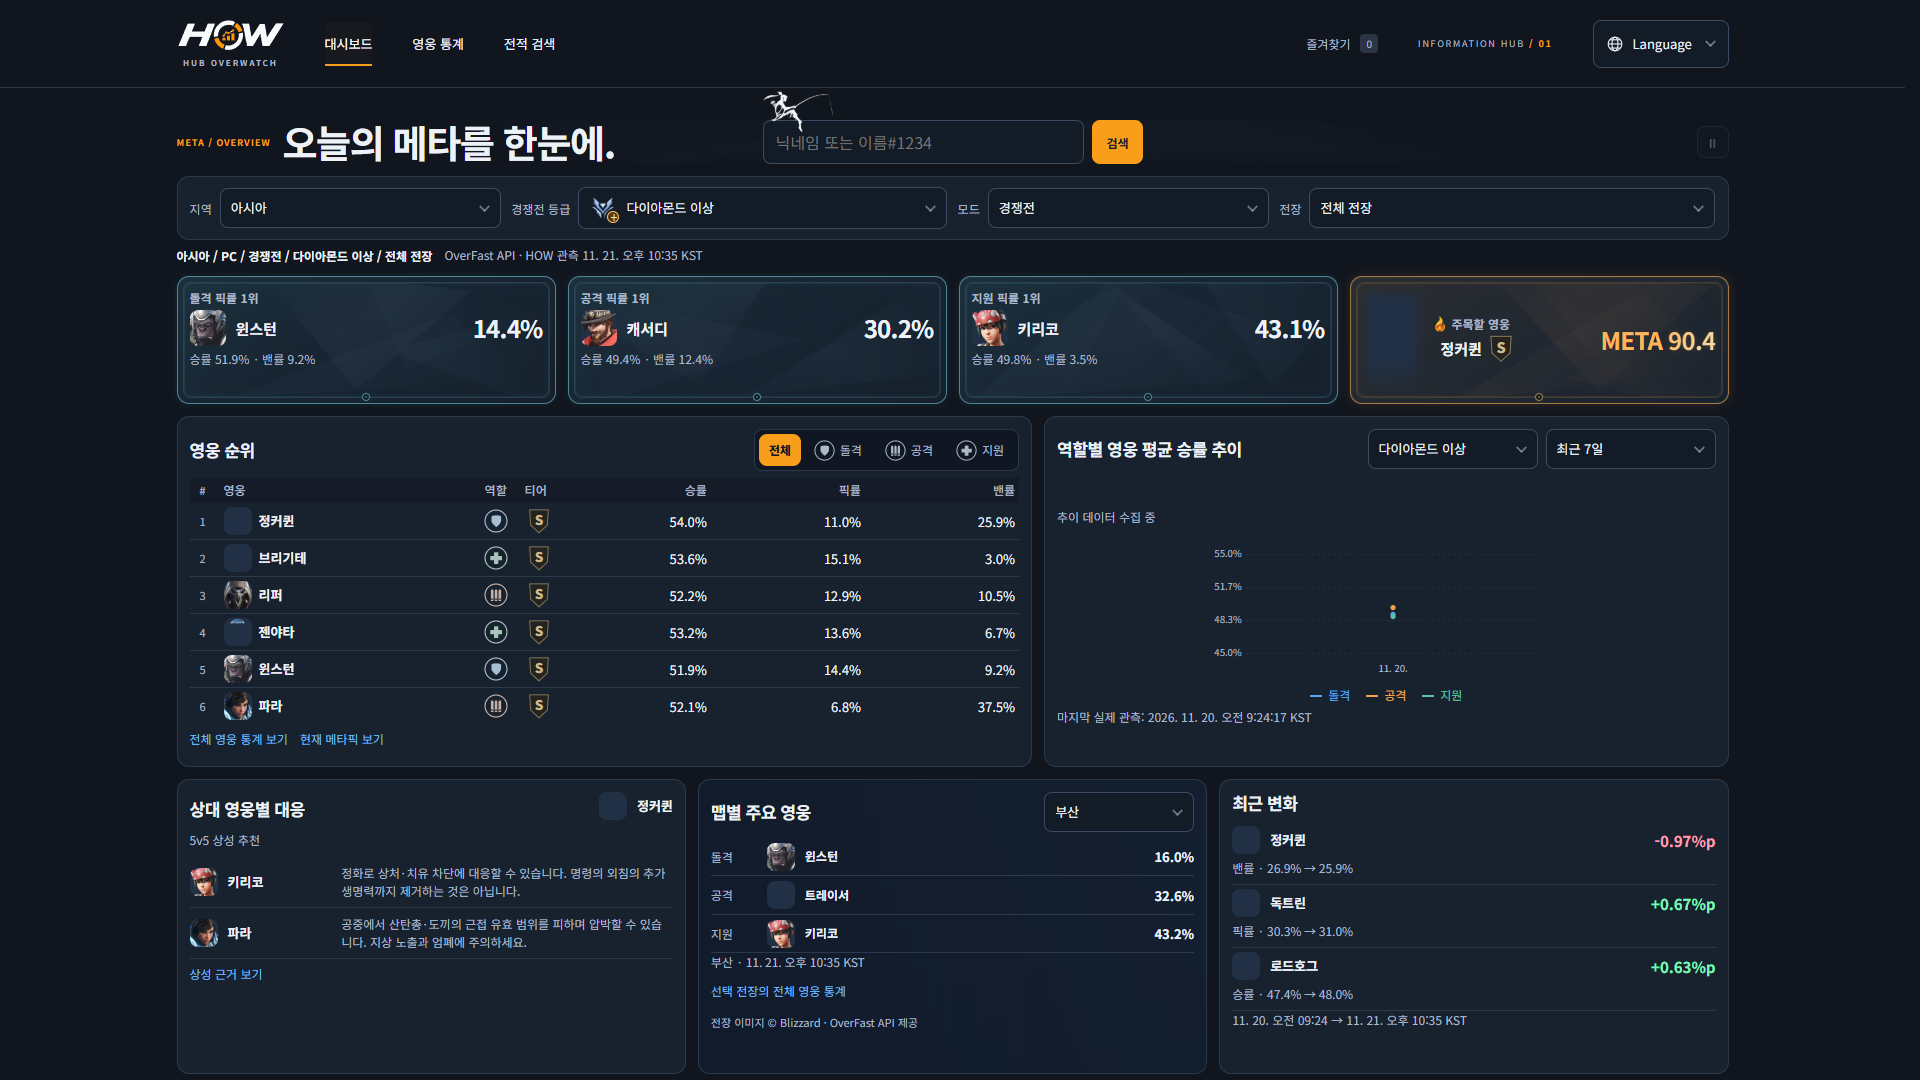 HOW
HUB OVERWATCH
대시보드
영웅 통계
전적 검색
즐겨찾기 0
INFORMATION HUB / 01
Language
META / OVERVIEW
오늘의 메타를 한눈에.
닉네임 또는 이름#1234
검색
지역
아시아
경쟁전 등급
다이아몬드 이상
모드
경쟁전
전장
전체 전장
아시아 / PC / 경쟁전 / 다이아몬드 이상 / 전체 전장 OverFast API · HOW 관측 11. 21. 오후 10:35 KST
돌격 픽률 1위
윈스턴
14.4%
승률 51.9% · 밴률 9.2%
공격 픽률 1위
캐서디
30.2%
승률 49.4% · 밴률 12.4%
지원 픽률 1위
키리코
43.1%
승률 49.8% · 밴률 3.5%
주목할 영웅
정커퀸 S
META 90.4
영웅 순위
전체
돌격
공격
지원
# 영웅 역할 티어 승률 픽률 밴률
1 정커퀸 S 54.0% 11.0% 25.9%
2 브리기테 S 53.6% 15.1% 3.0%
3 리퍼 S 52.2% 12.9% 10.5%
4 젠야타 S 53.2% 13.6% 6.7%
5 윈스턴 S 51.9% 14.4% 9.2%
6 파라 S 52.1% 6.8% 37.5%
전체 영웅 통계 보기 현재 메타픽 보기
역할별 영웅 평균 승률 추이
다이아몬드 이상
최근 7일
추이 데이터 수집 중
55.0%
51.7%
48.3%
45.0%
11. 20.
돌격 공격 지원
마지막 실제 관측: 2026. 11. 20. 오전 9:24:17 KST
상대 영웅별 대응
정커퀸
5v5 상성 추천
키리코
정화로 상처·치유 차단에 대응할 수 있습니다. 명령의 외침의 추가
생명력까지 제거하는 것은 아닙니다.
파라
공중에서 산탄총·도끼의 근접 유효 범위를 피하며 압박할 수 있습
니다. 지상 노출과 엄폐에 주의하세요.
상성 근거 보기
맵별 주요 영웅
부산
돌격 윈스턴 16.0%
공격 트레이서 32.6%
지원 키리코 43.2%
부산 · 11. 21. 오후 10:35 KST
선택 전장의 전체 영웅 통계
전장 이미지 © Blizzard · OverFast API 제공
최근 변화
정커퀸
-0.97%p
밴률 · 26.9% → 25.9%
독트린
+0.67%p
픽률 · 30.3% → 31.0%
로드호그
+0.63%p
승률 · 47.4% → 48.0%
11. 20. 오전 09:24 → 11. 21. 오후 10:35 KST